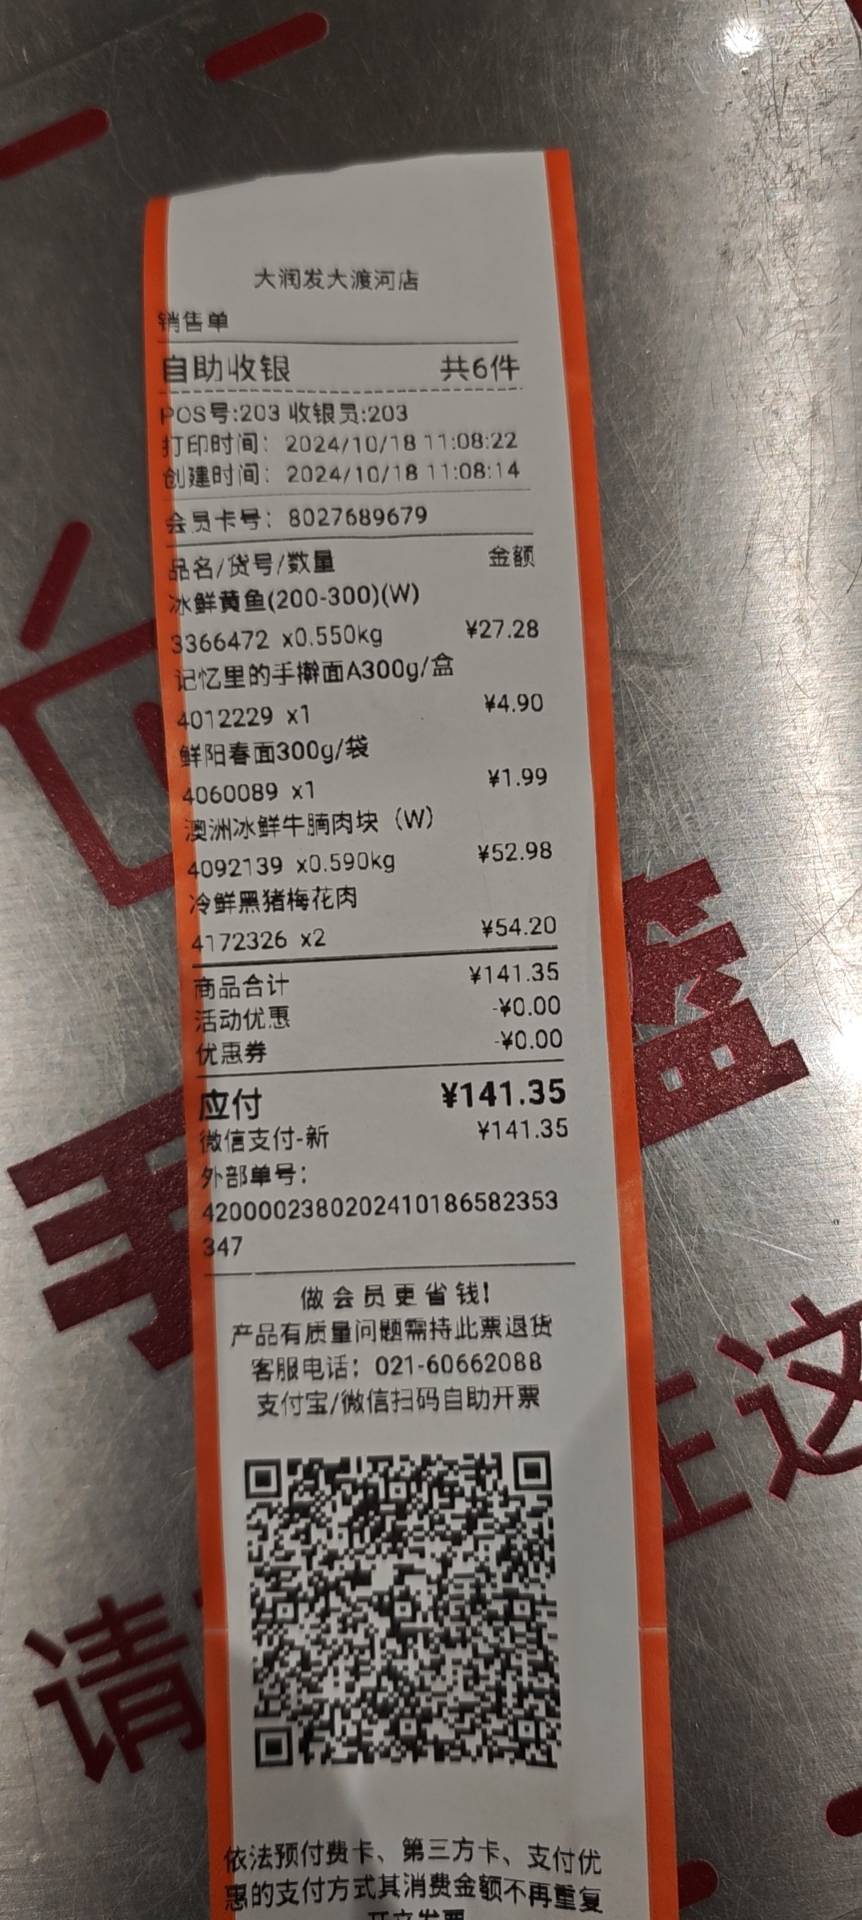 大润发大渡河店
销售单
自助收银 共6件
POS号:203 收银员:203
打印时间: 2024/10/18 11:08:22
创建时间: 2024/10/18 11:08:14
会员卡号: 8027689679
品名/货号/数量 金额
冰鲜黄鱼(200-300)(W)
3366472 x0.550kg ¥27.28
记忆里的手擀面A300g/盒
4012229 x1 ¥4.90
鲜阳春面300g/袋
4060089 x1 ¥1.99
澳洲冰鲜牛腩肉块（W）
4092139 x0.590kg ¥52.98
冷鲜黑猪梅花肉
4172326 x2 ¥54.20
商品合计 ¥141.35
活动优惠 -¥0.00
优惠券 -¥0.00
应付 ¥141.35
微信支付-新 ¥141.35
外部单号:
4200002380202410186582353
347
做会员更省钱!
产品有质量问题需持此票退货
客服电话: 021-60662088
支付宝/微信扫码自助开票
依法预付费卡、第三方卡、支付优
惠的支付方式其消费金额不再重复
开立发票
手
篮
请
在这